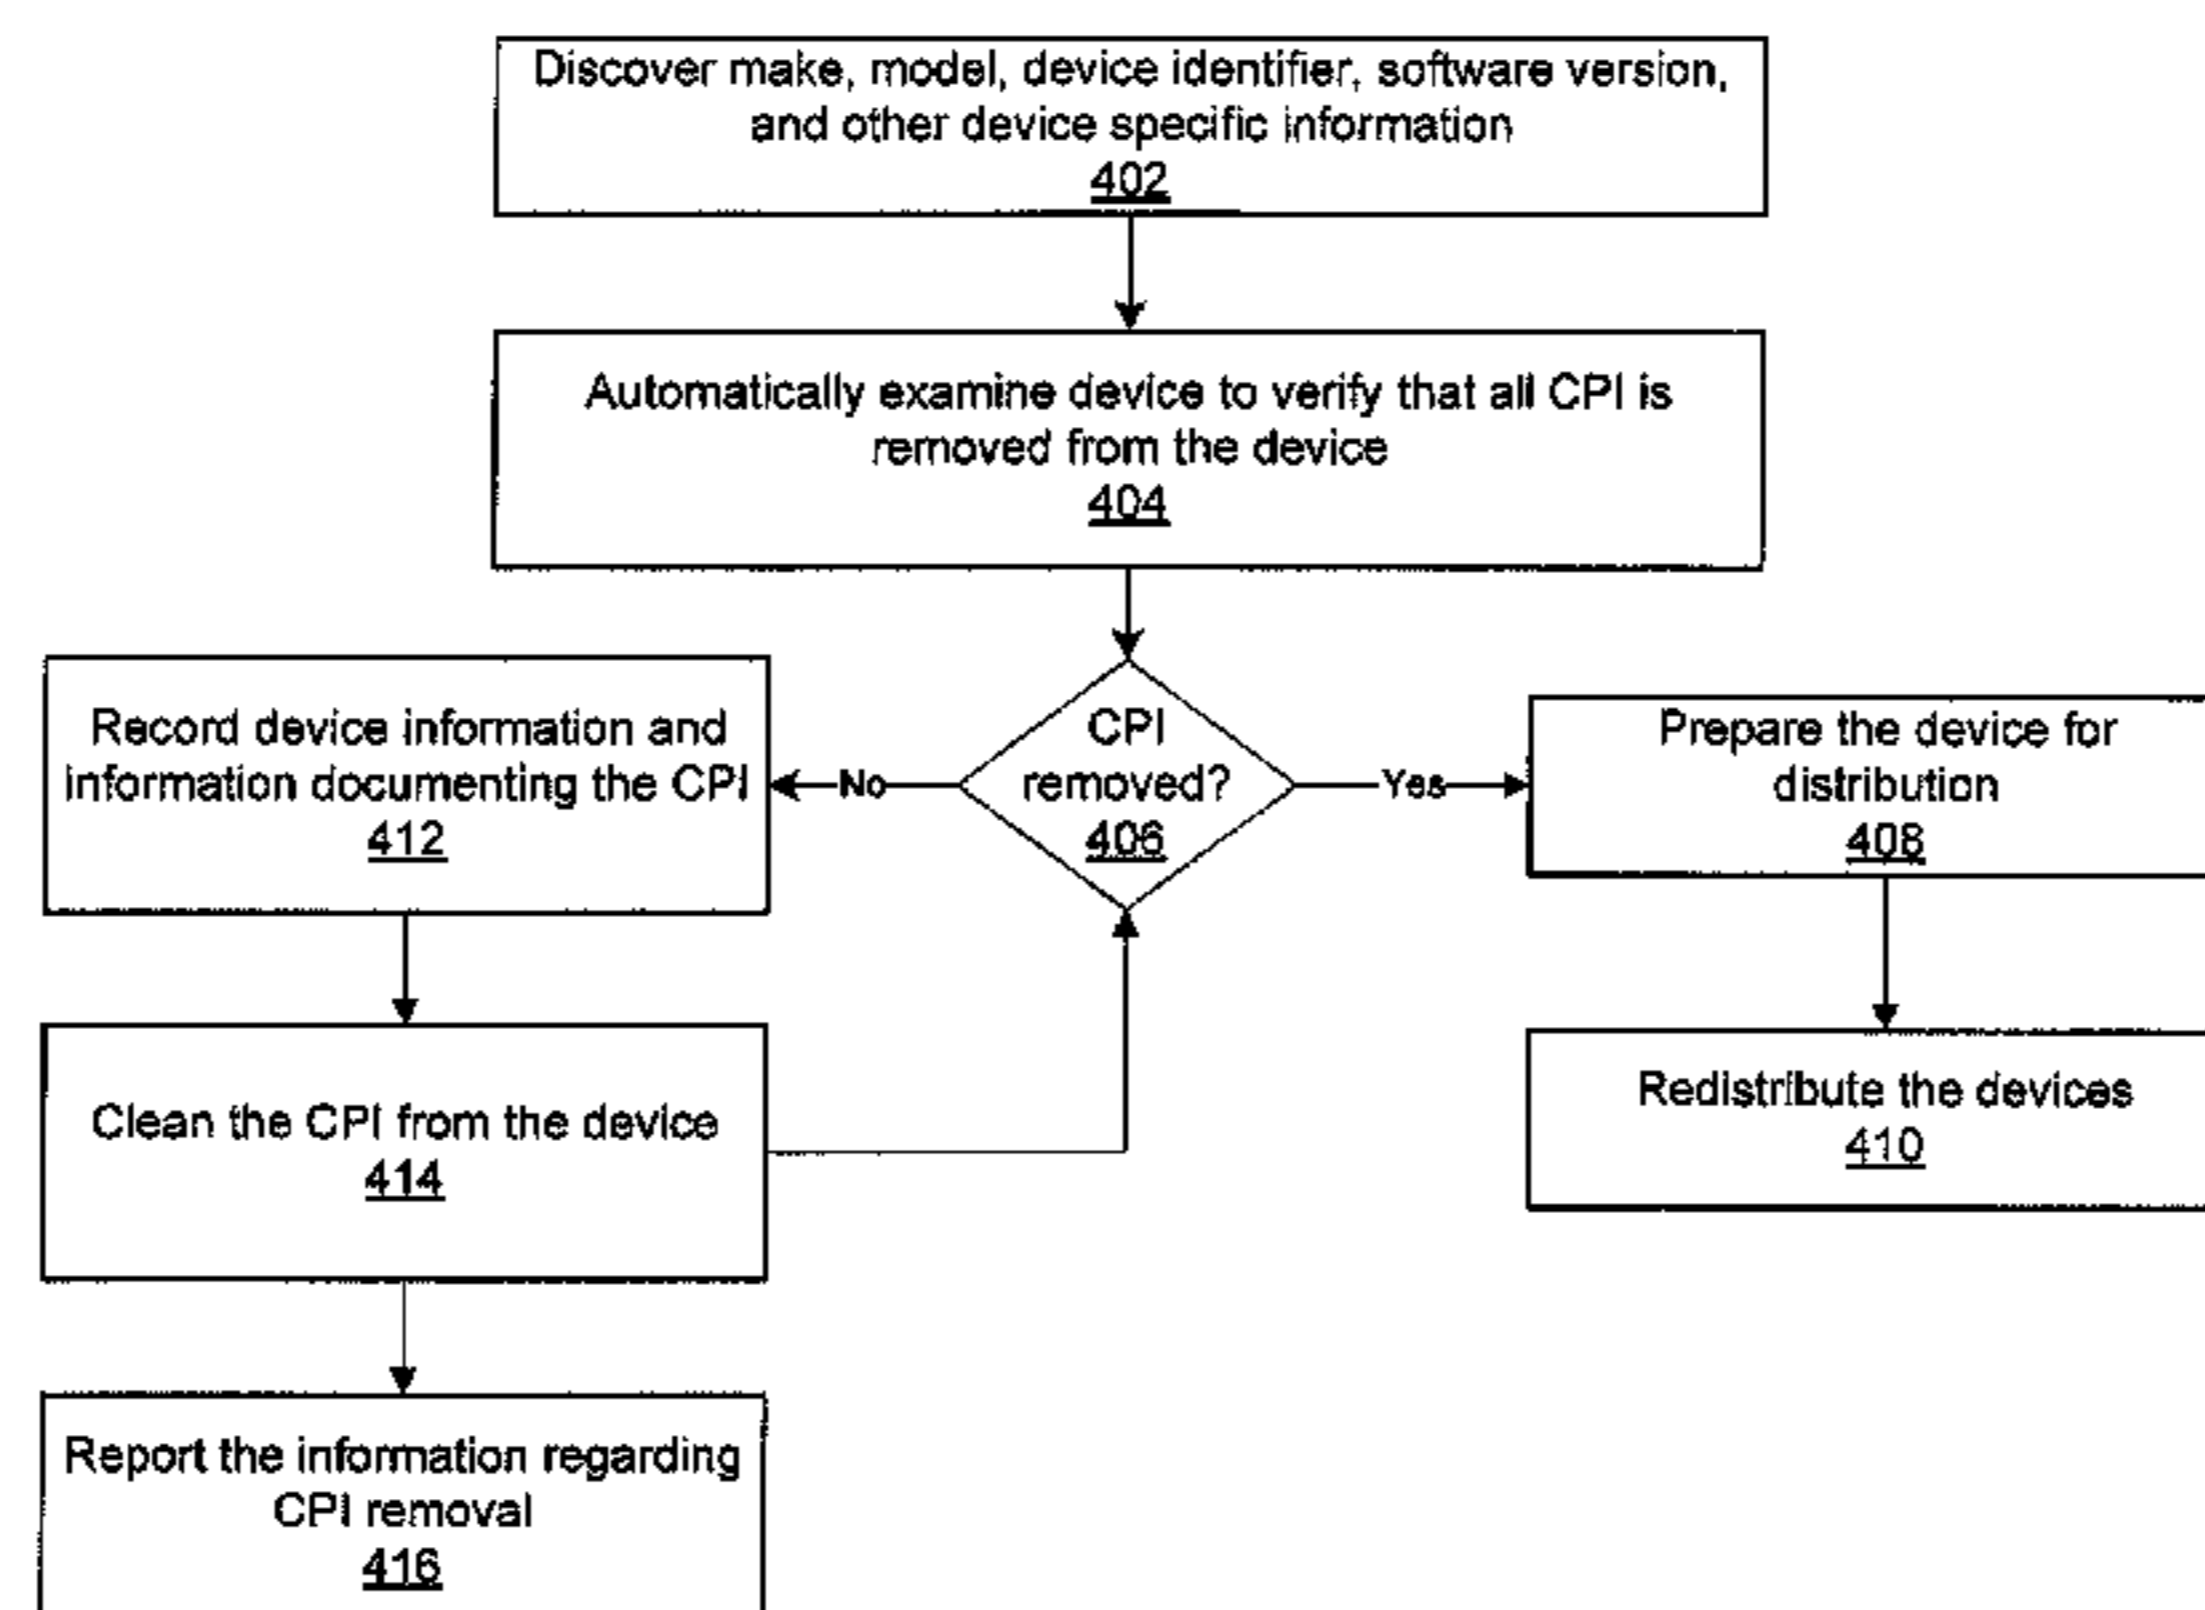 Discover make, model, device identifier, software version,
and other device specific information
402
Automatically examine device to verify that all CPI is
removed from the device
404
CPI
removed?
406
No
Yes
Record device information and
information documenting the CPI
412
Prepare the device for
distribution
408
Clean the CPI from the device
414
Redistribute the devices
410
Report the information regarding
CPI removal
416